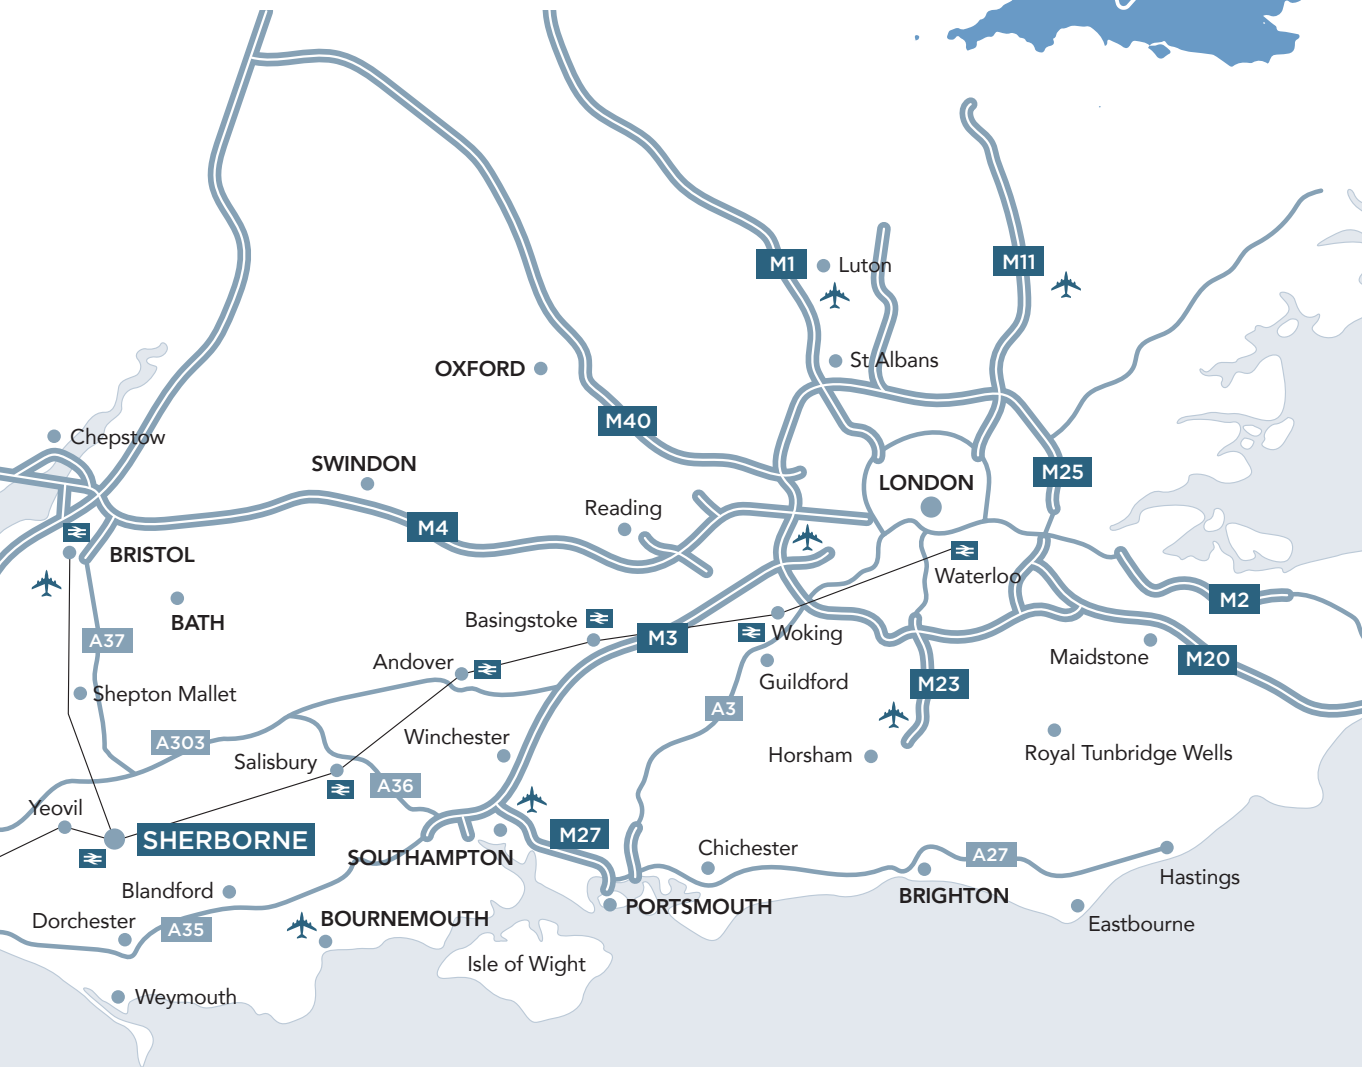 M1
Luton
M11
St Albans
OXFORD
M40
Chepstow
SWINDON
M25
LONDON
Reading
M4
BRISTOL
Waterloo
BATH
M2
Basingstoke
A37
M3
Woking
Maidstone
M20
Andover
Guildford
M23
Shepton Mallet
A3
A303
Winchester
Salisbury
Horsham
Royal Tunbridge Wells
A36
Yeovil
SHERBORNE
M27
SOUTHAMPTON
Chichester
A27
Hastings
Blandford
BRIGHTON
PORTSMOUTH
Dorchester
A35
BOURNEMOUTH
Eastbourne
Isle of Wight
Weymouth